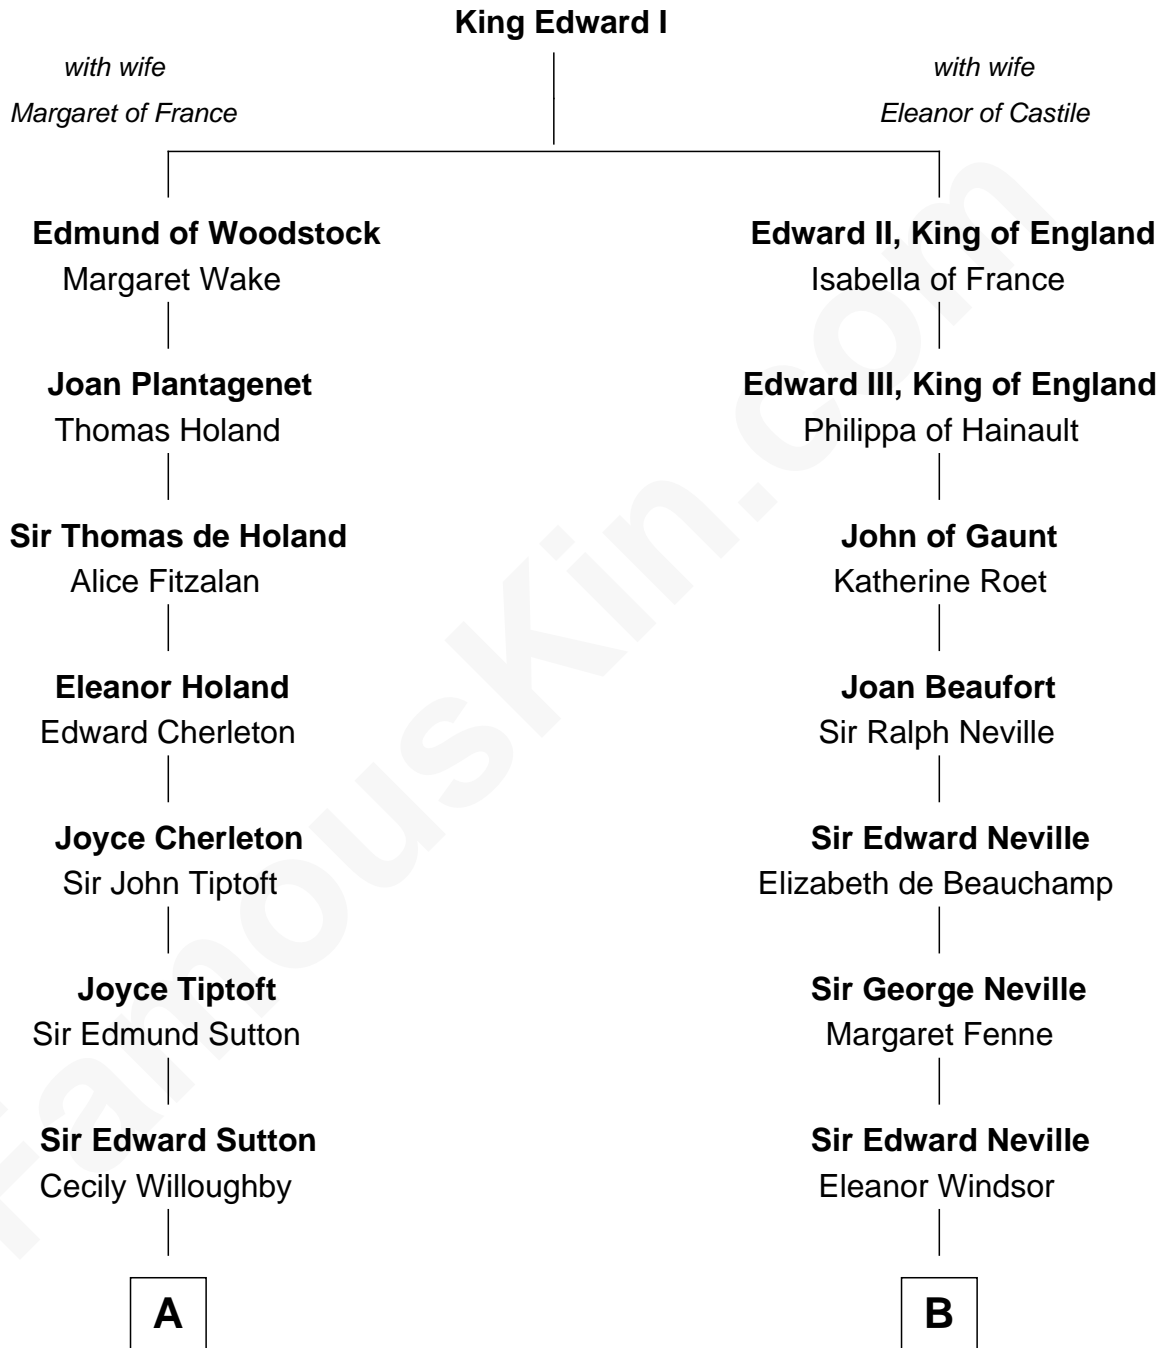 King Edward I
with wife
Margaret of France
with wife
Eleanor of Castile
Edmund of Woodstock
Margaret Wake
Edward II, King of England
Isabella of France
Joan Plantagenet
Thomas Holand
Edward III, King of England
Philippa of Hainault
Sir Thomas de Holand
Alice Fitzalan
John of Gaunt
Katherine Roet
Eleanor Holand
Edward Cherleton
Joan Beaufort
Sir Ralph Neville
Joyce Cherleton
Sir John Tiptoft
Sir Edward Neville
Elizabeth de Beauchamp
Joyce Tiptoft
Sir Edmund Sutton
Sir George Neville
Margaret Fenne
Sir Edward Sutton
Cecily Willoughby
Sir Edward Neville
Eleanor Windsor
A
B
FamousKin.com